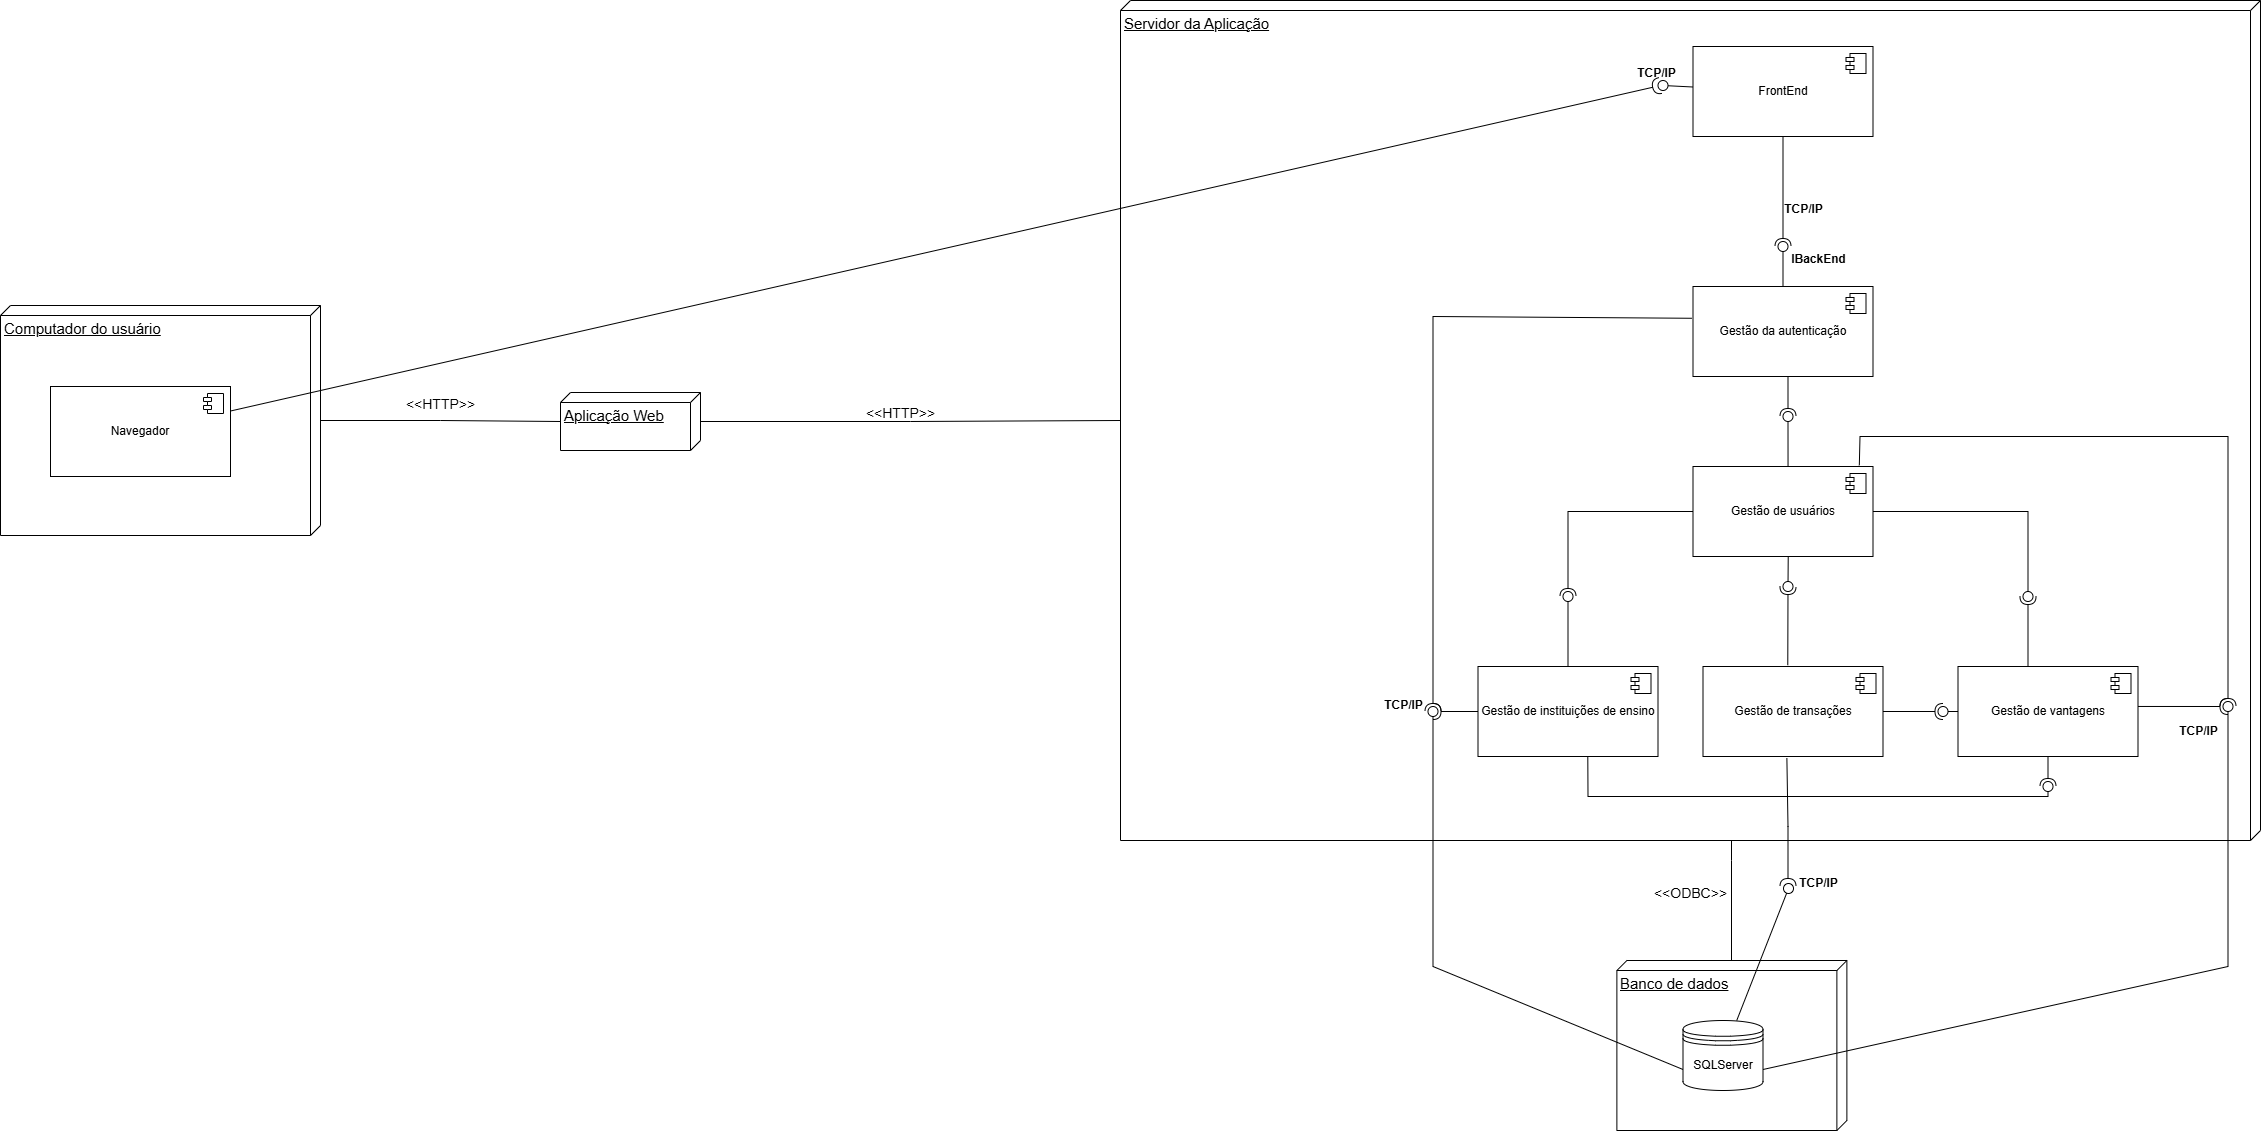 Servidor da Aplicação
TCP/IP
FrontEnd
TCP/IP
IBackEnd
Computador do usuário
Gestão da autenticação
Navegador
<<HTTP>>
Aplicação Web
<<HTTP>>
Gestão de usuários
TCP/IP
Gestão de instituições de ensino
Gestão de transações
Gestão de vantagens
TCP/IP
<<ODBC>>
TCP/IP
Banco de dados
SQLServer